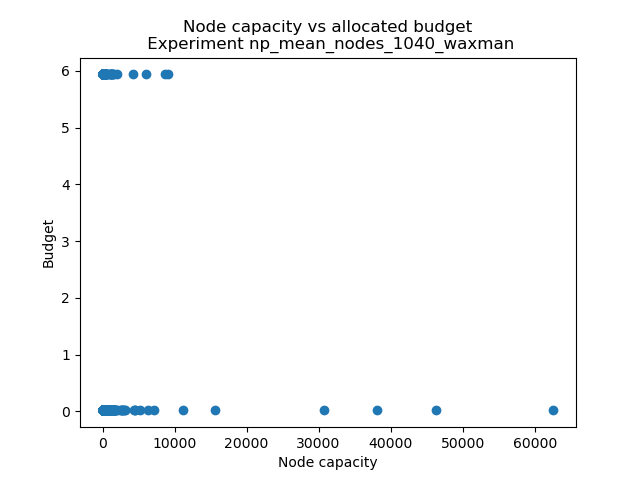 Node capacity vs allocated budget
Experiment np_mean_nodes_1040_waxman
6
5
4
3
2
1
0
Budget
0 10000 20000 30000 40000 50000 60000
Node capacity